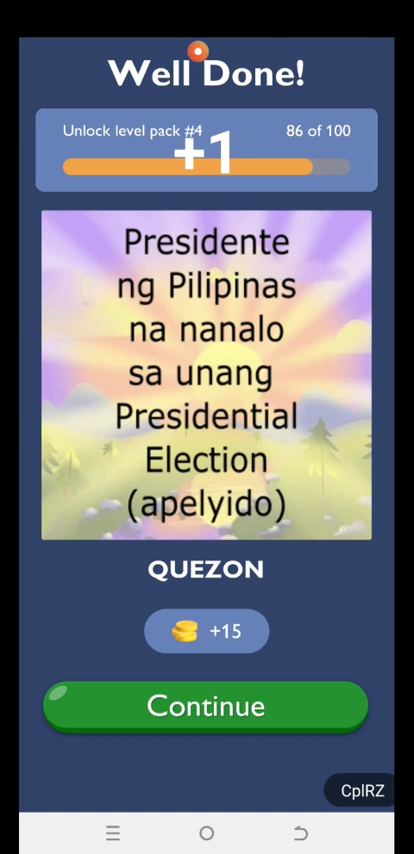 Well Done!
Unlock level pack #4 86 of 100
+1
Presidente
ng Pilipinas
na nanalo
sa unang
Presidential
Election
(apelyido)
QUEZON
+15
Continue
CplRZ